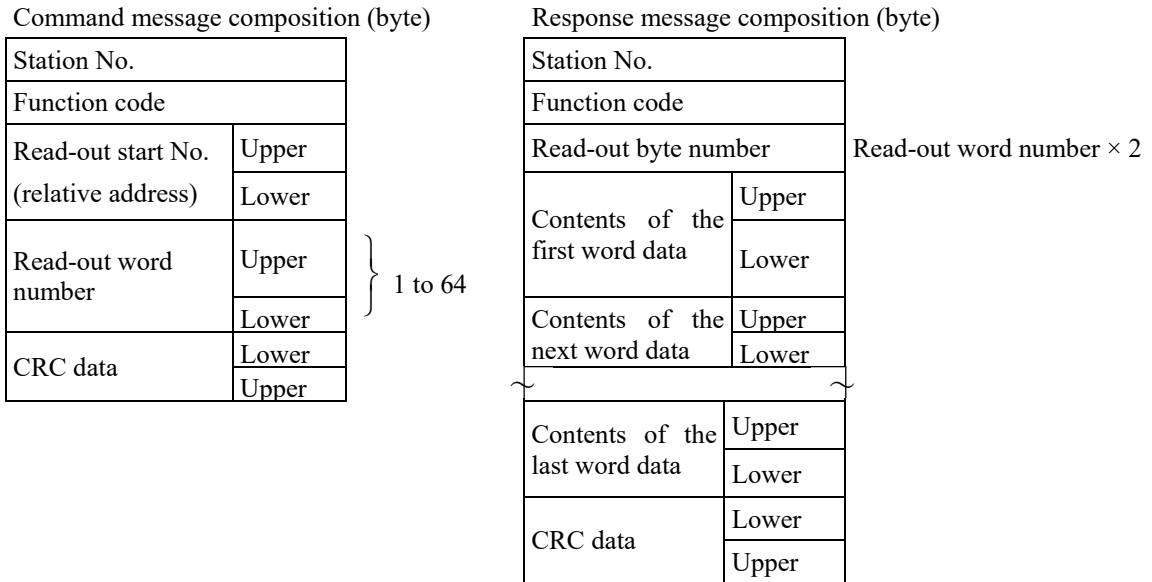 Command message composition (byte)
Station No.
Function code
Read-out start No.
(relative address)
Upper
Lower
Read-out word
number
Upper
Lower
1 to 64
CRC data
Lower
Upper
Response message composition (byte)
Station No.
Function code
Read-out byte number
Read-out word number × 2
Contents of the
first word data
Upper
Lower
Contents of the
next word data
Upper
Lower
Contents of the
last word data
Upper
Lower
CRC data
Lower
Upper